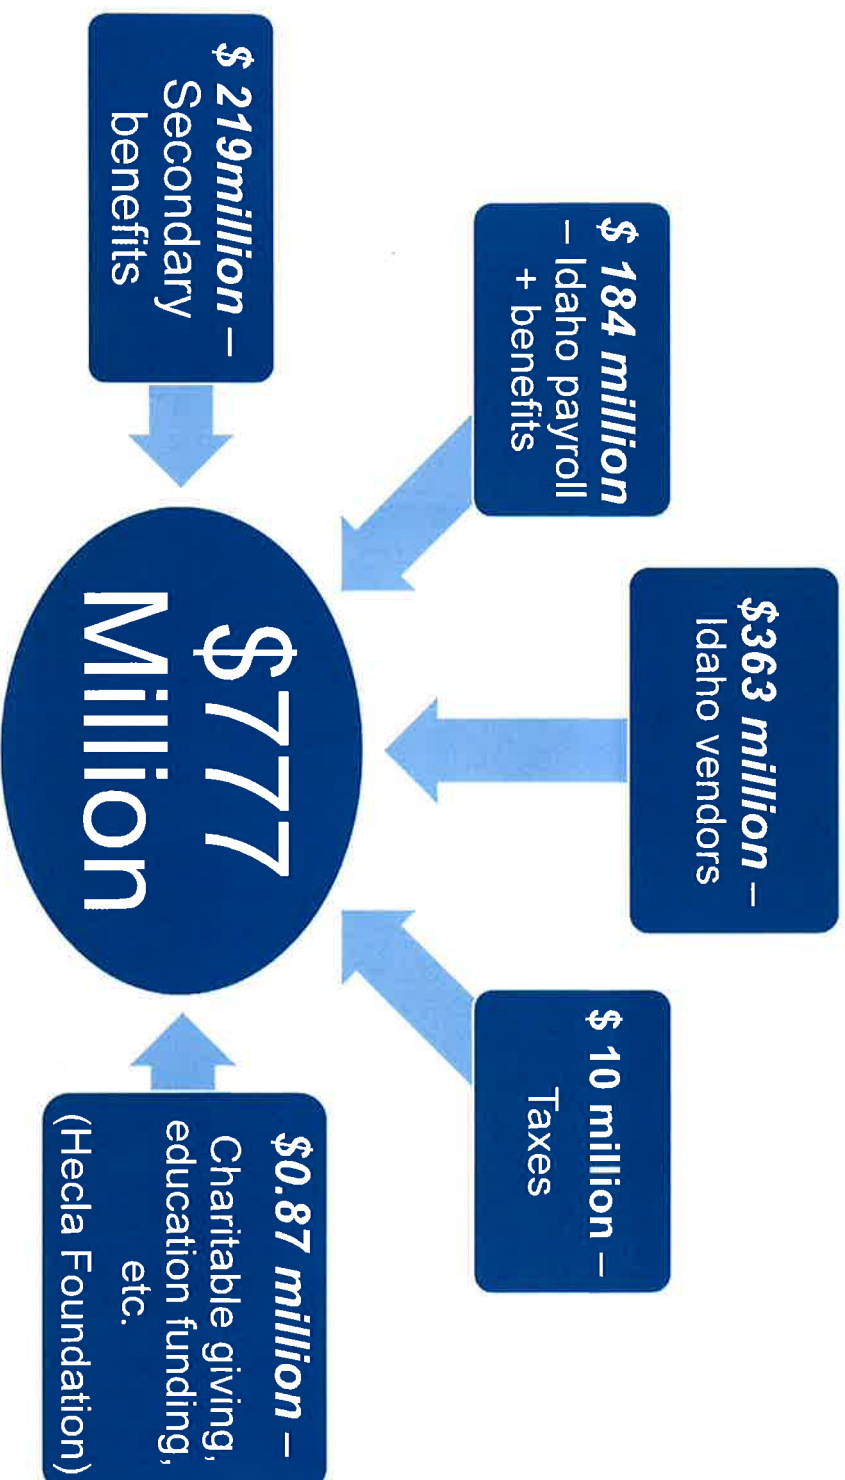 $363 million –
Idaho vendors
$ 184 million
– Idaho payroll
+ benefits
$ 10 million –
Taxes
$ 219million –
Secondary
benefits
$777
Million
$0.87 million –
Charitable giving,
education funding,
etc.
(Hecla Foundation)